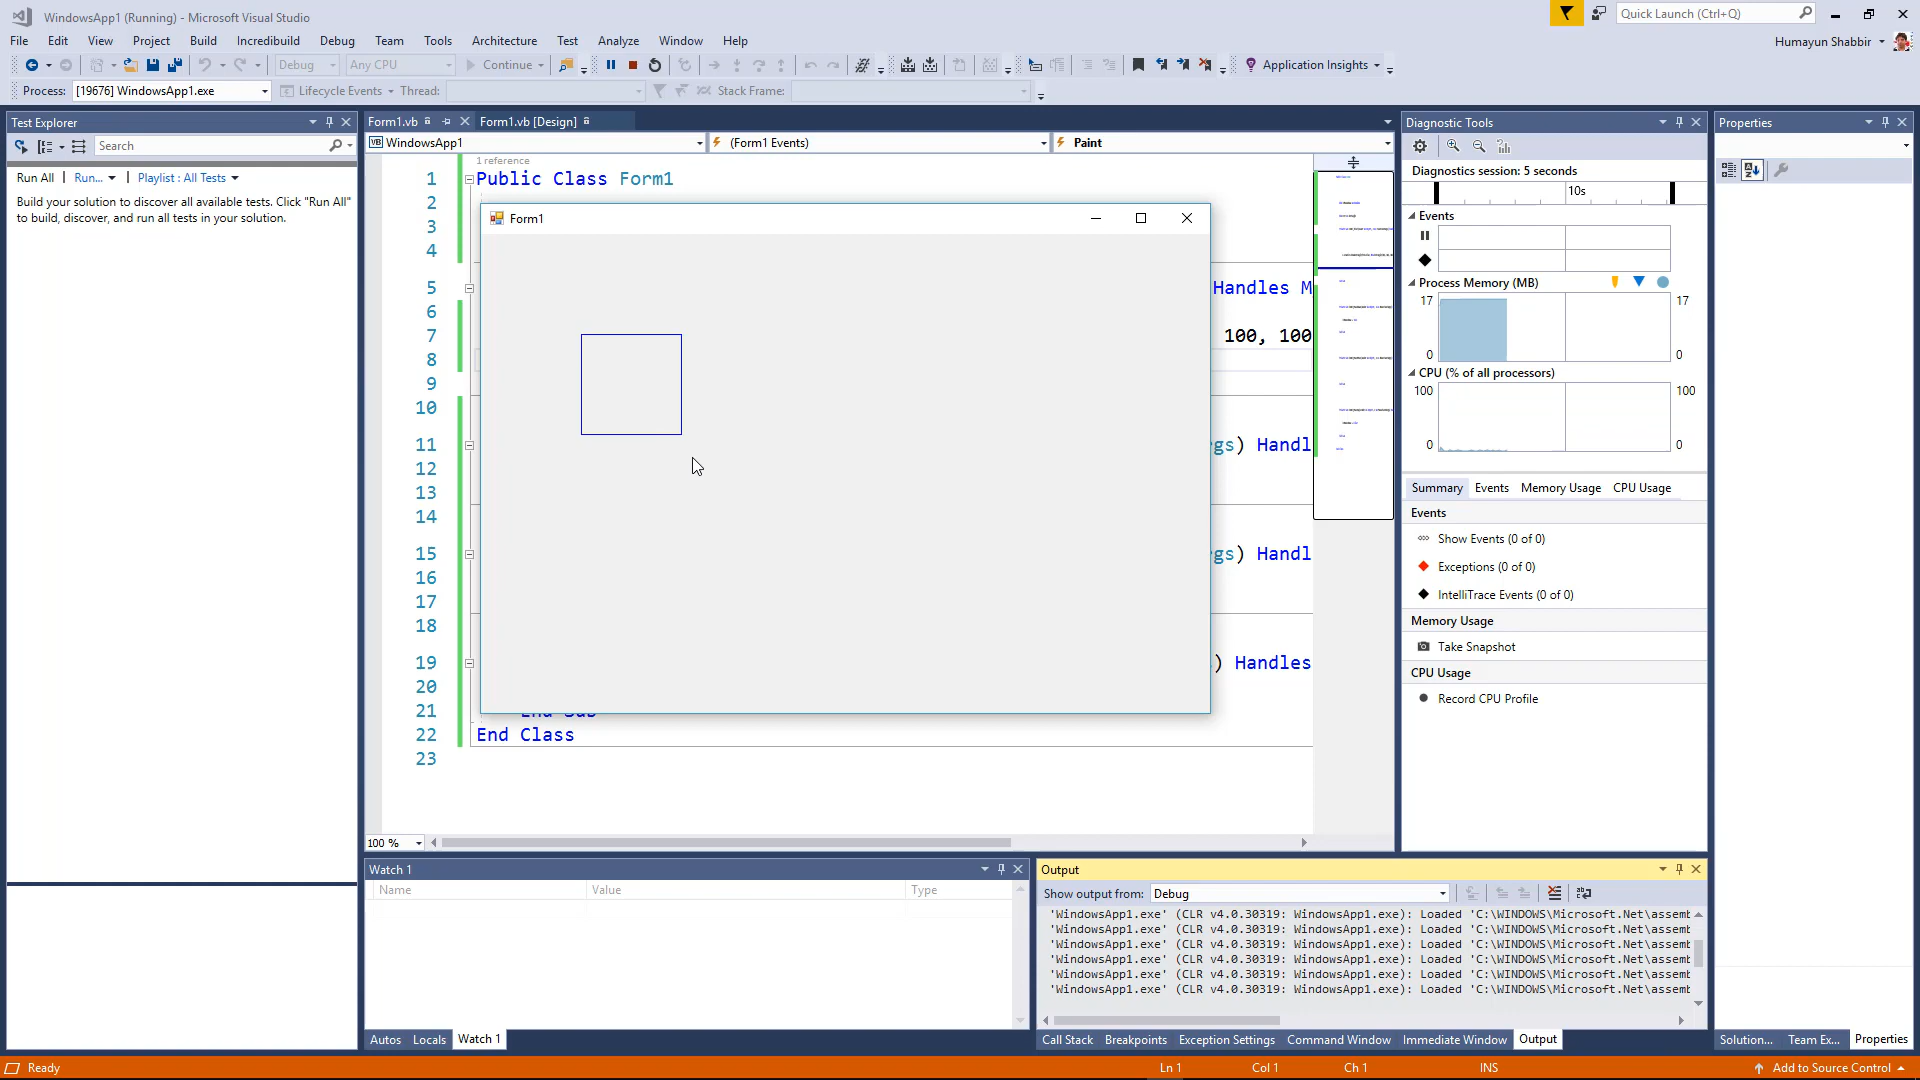 WindowsApp1 (Running) - Microsoft Visual Studio
Quick Launch (Ctrl+Q)
File Edit View Project Build Incredibuild Debug Team Tools Architecture Test Analyze Window Help
Humayun Shabbir
Debug Any CPU Continue Application Insights
Process: [19676] WindowsApp1.exe Lifecycle Events Thread: Stack Frame:
Test Explorer
Search
Run All | Run... | Playlist : All Tests
Build your solution to discover all available tests. Click "Run All"
to build, discover, and run all tests in your solution.
Form1.vb Form1.vb [Design]
WindowsApp1 (Form1 Events) Paint
1 reference
1 Public Class Form1
2
3
4
5 Handles M
6
7 100, 100
8
9
10
11 gs) Handl
12
13
14
15 gs) Handl
16
17
18
19 ) Handles
20
21 End Sub
22 End Class
23
Form1
100 %
Diagnostic Tools
Diagnostics session: 5 seconds
10s
Events
Process Memory (MB)
17 17
0 0
CPU (% of all processors)
100 100
0 0
Summary Events Memory Usage CPU Usage
Events
Show Events (0 of 0)
Exceptions (0 of 0)
IntelliTrace Events (0 of 0)
Memory Usage
Take Snapshot
CPU Usage
Record CPU Profile
Properties
Watch 1
Name Value Type
Autos Locals Watch 1
Output
Show output from: Debug
'WindowsApp1.exe' (CLR v4.0.30319: WindowsApp1.exe): Loaded 'C:\WINDOWS\Microsoft.Net\assemb
'WindowsApp1.exe' (CLR v4.0.30319: WindowsApp1.exe): Loaded 'C:\WINDOWS\Microsoft.Net\assemb
'WindowsApp1.exe' (CLR v4.0.30319: WindowsApp1.exe): Loaded 'C:\WINDOWS\Microsoft.Net\assemb
'WindowsApp1.exe' (CLR v4.0.30319: WindowsApp1.exe): Loaded 'C:\WINDOWS\Microsoft.Net\assemb
'WindowsApp1.exe' (CLR v4.0.30319: WindowsApp1.exe): Loaded 'C:\WINDOWS\Microsoft.Net\assemb
'WindowsApp1.exe' (CLR v4.0.30319: WindowsApp1.exe): Loaded 'C:\WINDOWS\Microsoft.Net\assemb
Call Stack Breakpoints Exception Settings Command Window Immediate Window Output
Solution... Team Ex... Properties
Ready
Ln 1 Col 1 Ch 1 INS
Add to Source Control